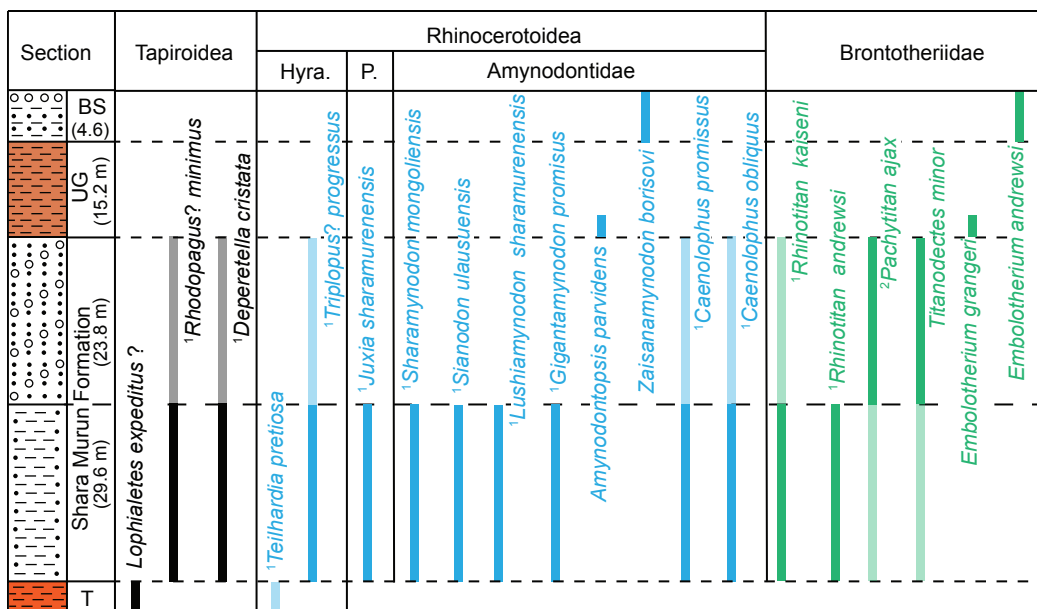 Section
Tapiroidea
Rhinocerotoidea
Brontotheriidae
Hyra.
P.
Amynodontidae
BS
(4.6)
UG
(15.2 m)
Shara Murun Formation
(23.8 m)
(29.6 m)
T
Lophialetes expeditus ?
¹Rhodopagus? minimus
¹Deperetella cristata
¹Teilhardia pretiosa
¹Triplopus? progressus
¹Juxia sharamurenensis
¹Sharamynodon mongoliensis
¹Sianodon ulausuensis
¹Lushiamynodon sharamurenensis
¹Gigantamynodon promisus
Amynodontopsis parvidens
Zaisanamynodon borisovi
¹Caenolophus promissus
¹Caenolophus obliquus
¹Rhinotitan kaiseni
¹Rhinotitan andrewsi
²Pachytitan ajax
Titanodectes minor
Embolotherium grangeri
Embolotherium andrewsi